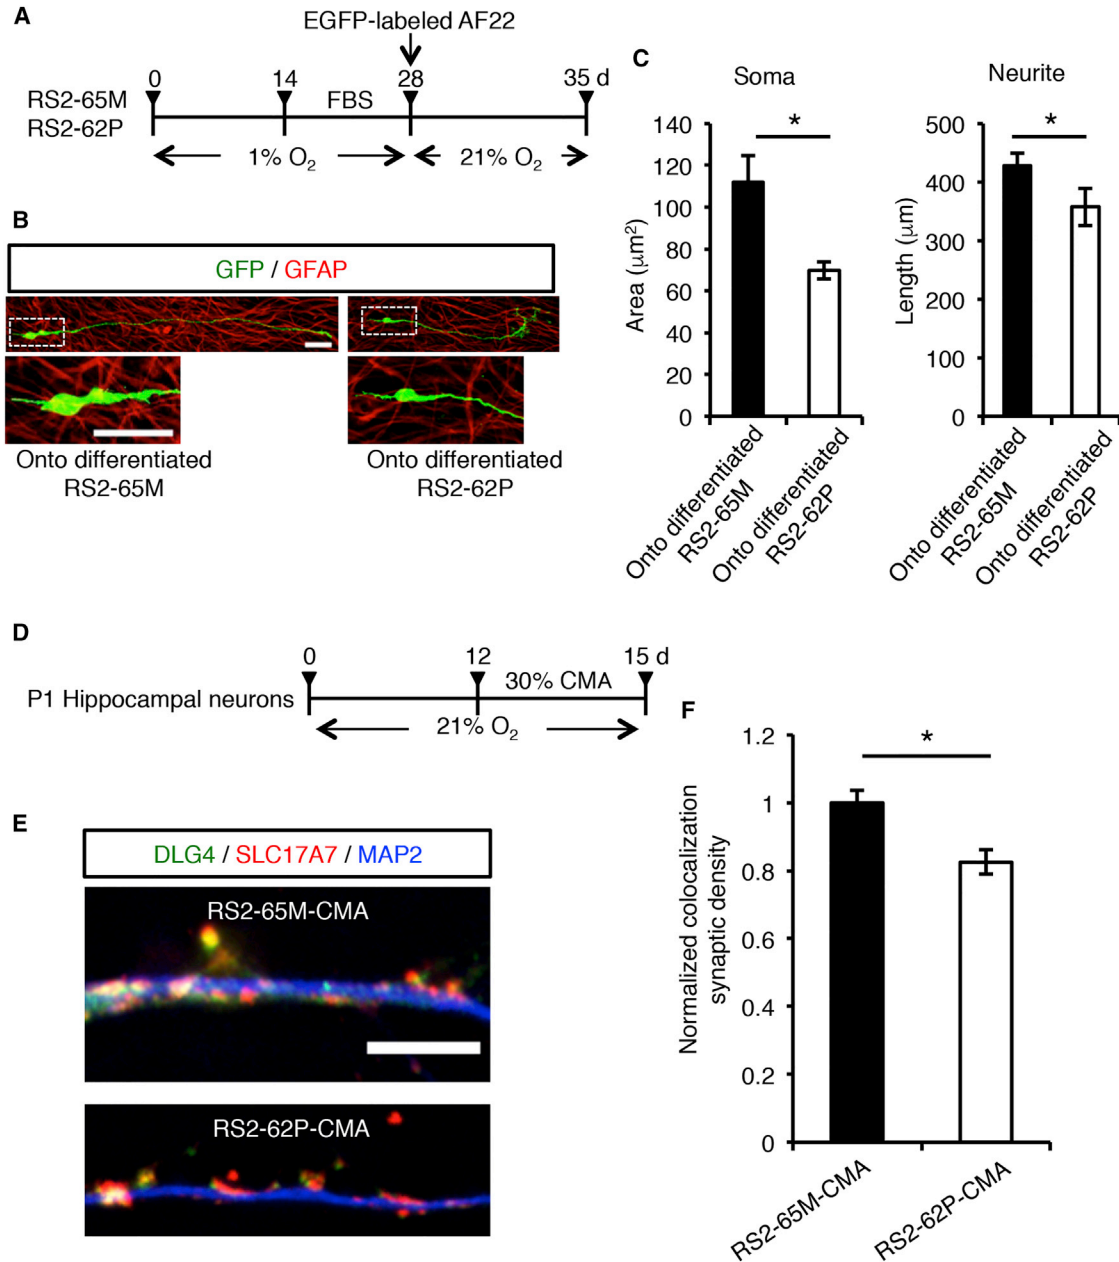 A
EGFP-labeled AF22
0 14 28 35 d
RS2-65M
RS2-62P
FBS
1% O2 21% O2
B
GFP / GFAP
Onto differentiated
RS2-65M
Onto differentiated
RS2-62P
C
Soma
*
Area (μm2)
140
120
100
80
60
40
20
0
Onto differentiated
RS2-65M
Onto differentiated
RS2-62P
Neurite
*
Length (μm)
500
400
300
200
100
0
Onto differentiated
RS2-65M
Onto differentiated
RS2-62P
D
0 12 15 d
P1 Hippocampal neurons
30% CMA
21% O2
E
DLG4 / SLC17A7 / MAP2
RS2-65M-CMA
RS2-62P-CMA
F
*
Normalized colocalization
synaptic density
1.2
1
0.8
0.6
0.4
0.2
0
RS2-65M-CMA
RS2-62P-CMA